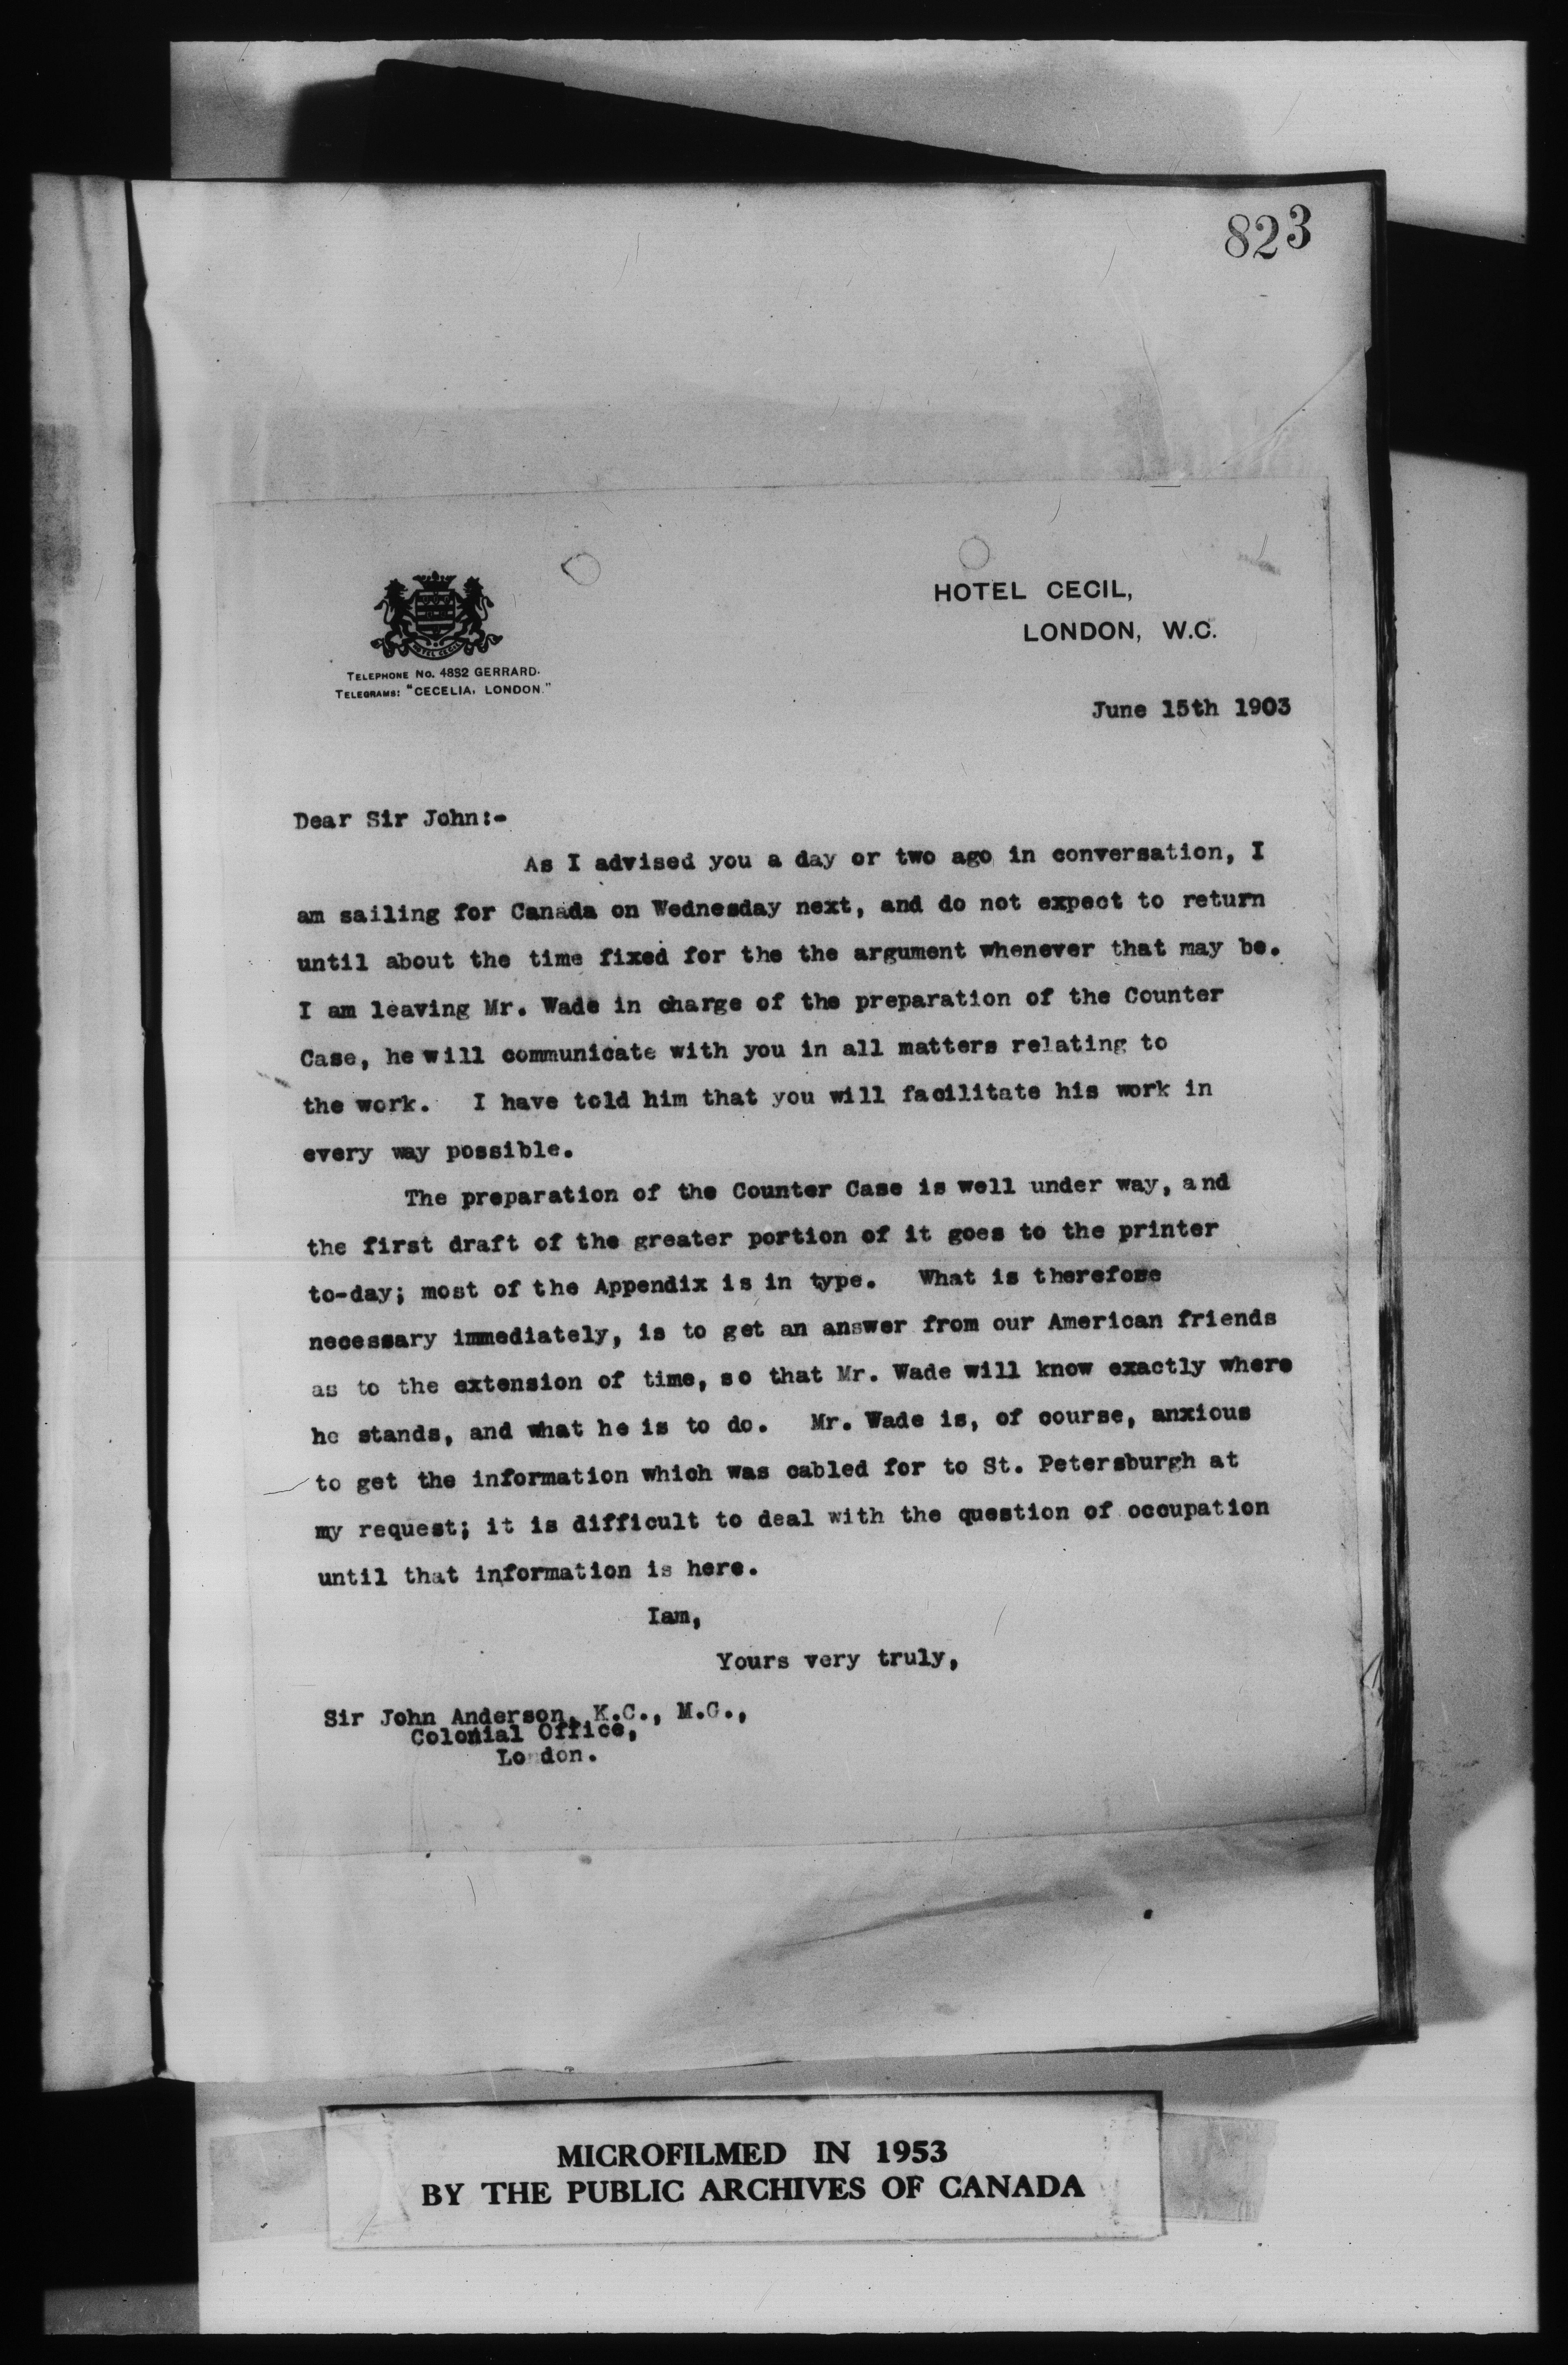 823
HOTEL CECIL
HOTEL CECIL,
LONDON, W.C.
TELEPHONE No. 4882 GERRARD.
TELEGRAMS: "CECELIA, LONDON."
June 15th 1903
Dear Sir John:-
As I advised you a day or two ago in conversation, I
am sailing for Canada on Wednesday next, and do not expect to return
until about the time fixed for the the argument whenever that may be.
I am leaving Mr. Wade in charge of the preparation of the Counter
Case, he will communicate with you in all matters relating to
the work. I have told him that you will facilitate his work in
every way possible.
The preparation of the Counter Case is well under way, and
the first draft of the greater portion of it goes to the printer
to-day; most of the Appendix is in type. What is therefore
necessary immediately, is to get an answer from our American friends
as to the extension of time, so that Mr. Wade will know exactly where
he stands, and what he is to do. Mr. Wade is, of course, anxious
to get the information which was cabled for to St. Petersburgh at
my request; it is difficult to deal with the question of occupation
until that information is here.
Iam,
Yours very truly,
Sir John Anderson, K.C., M.G.,
Colonial Office,
London.
MICROFILMED IN 1953
BY THE PUBLIC ARCHIVES OF CANADA